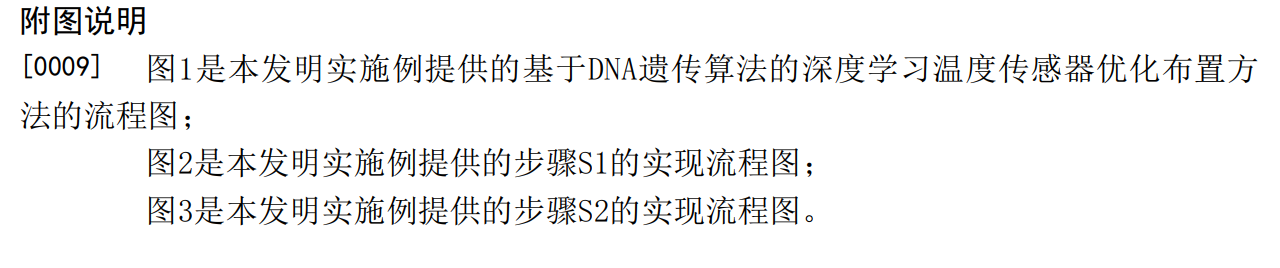 附图说明
[0009] 图1是本发明实施例提供的基于DNA遗传算法的深度学习温度传感器优化布置方
法的流程图；
图2是本发明实施例提供的步骤S1的实现流程图；
图3是本发明实施例提供的步骤S2的实现流程图。